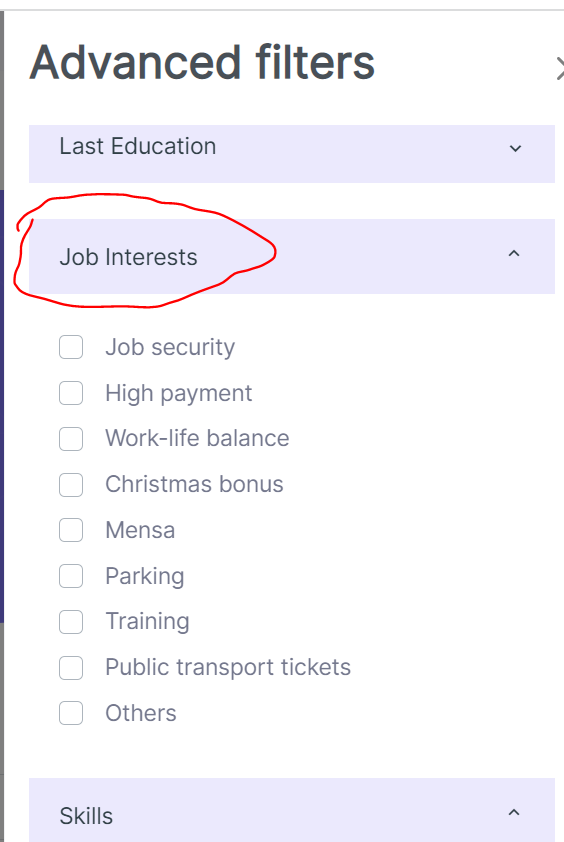 Advanced filters
Last Education
Job Interests
Job security
High payment
Work-life balance
Christmas bonus
Mensa
Parking
Training
Public transport tickets
Others
Skills